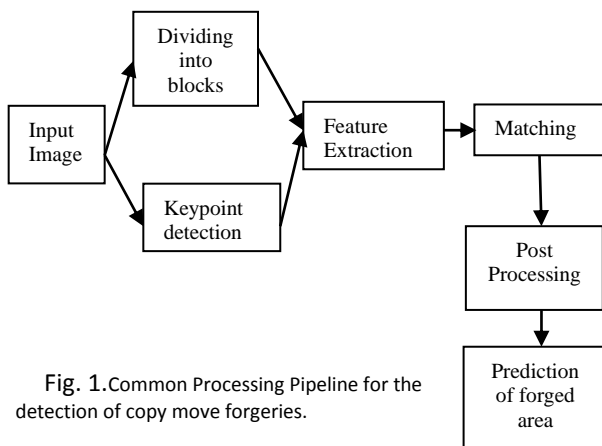 Dividing
into
blocks
Input
Image
Feature
Extraction
Matching
Keypoint
detection
Post
Processing
Prediction
of forged
area
Fig. 1.Common Processing Pipeline for the
detection of copy move forgeries.